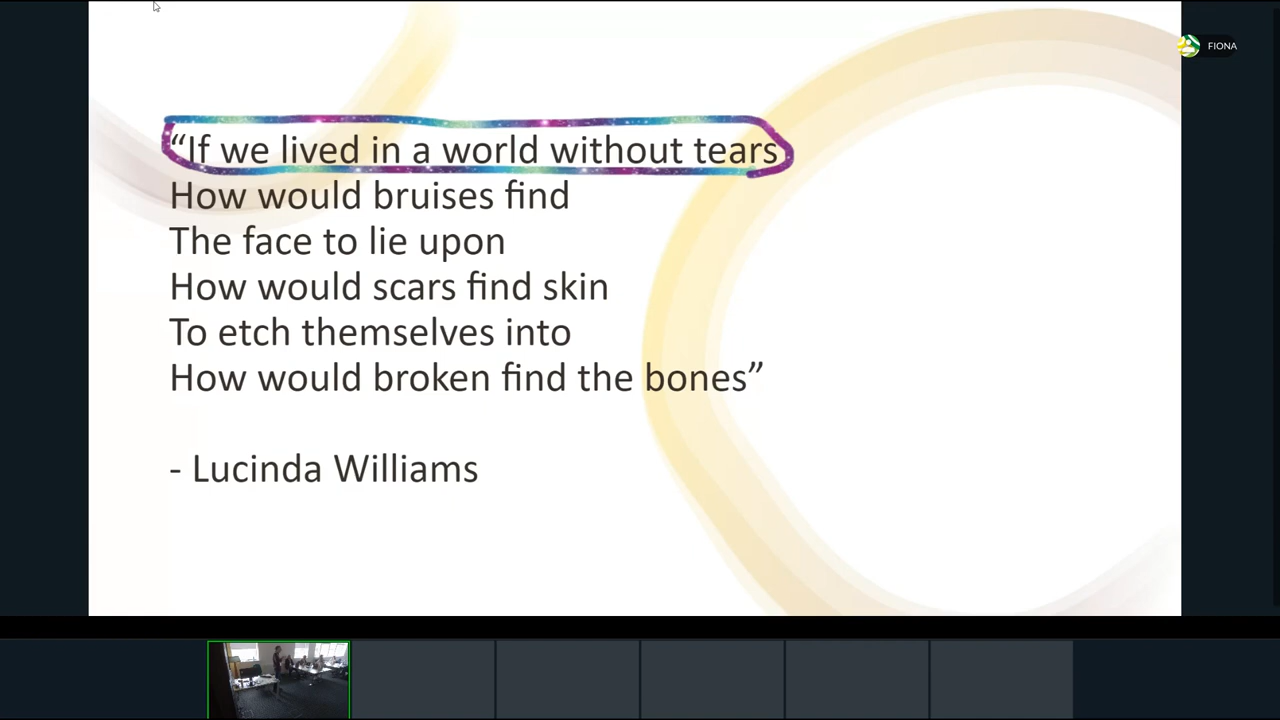 FIONA
“If we lived in a world without tears
How would bruises find
The face to lie upon
How would scars find skin
To etch themselves into
How would broken find the bones”
- Lucinda Williams